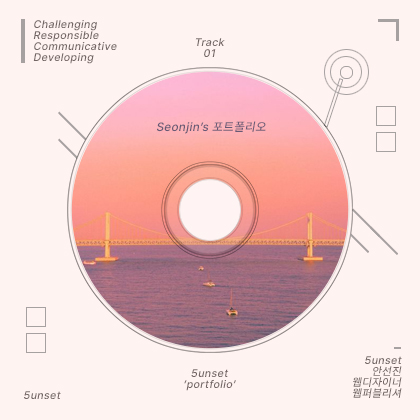 Challenging
Responsible
Communicative
Developing
Track
01
Seonjin's 포트폴리오
5unset
'portfolio'
5unset
5unset
안선진
웹디자이너
웹퍼블리셔